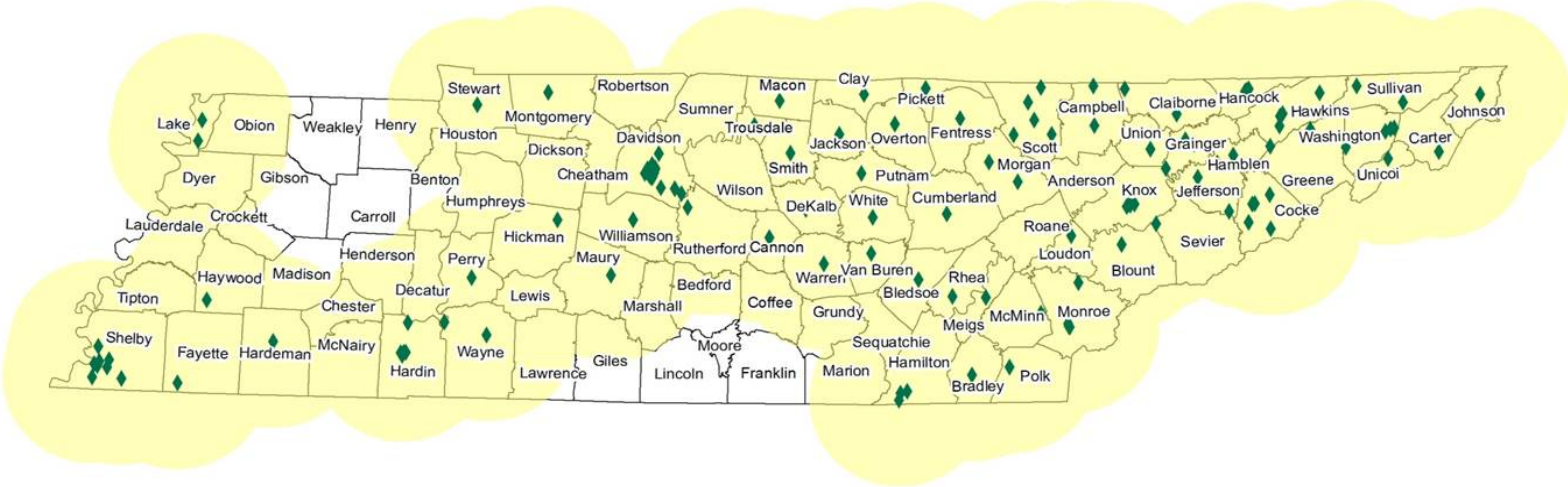 Lake
Obion
Weakley
Henry
Stewart
Montgomery
Robertson
Sumner
Macon
Clay
Pickett
Scott
Campbell
Claiborne
Hancock
Hawkins
Sullivan
Johnson
Houston
Dickson
Davidson
Trousdale
Jackson
Overton
Fentress
Union
Grainger
Washington
Carter
Dyer
Gibson
Benton
Humphreys
Cheatham
Wilson
Smith
Putnam
Morgan
Anderson
Knox
Jefferson
Hamblen
Greene
Unicoi
Lauderdale
Crockett
Carroll
Hickman
Williamson
Rutherford
Cannon
DeKalb
White
Cumberland
Roane
Loudon
Blount
Sevier
Cocke
Tipton
Haywood
Madison
Henderson
Chester
Decatur
Perry
Lewis
Maury
Marshall
Bedford
Coffee
Warren
Van Buren
Bledsoe
Rhea
Meigs
McMinn
Monroe
Shelby
Fayette
Hardeman
McNairy
Hardin
Wayne
Lawrence
Giles
Lincoln
Moore
Franklin
Grundy
Sequatchie
Marion
Hamilton
Bradley
Polk